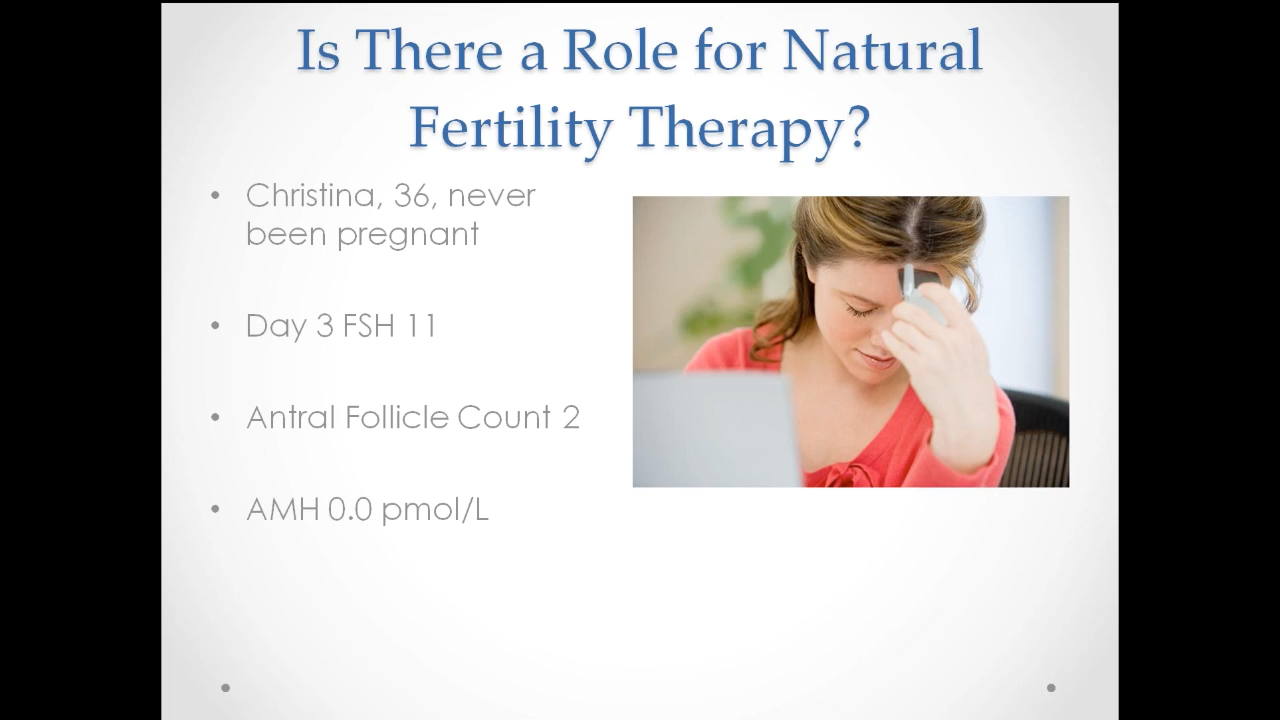 Is There a Role for Natural
Fertility Therapy?
• Christina, 36, never
been pregnant
• Day 3 FSH 11
• Antral Follicle Count 2
• AMH 0.0 pmol/L